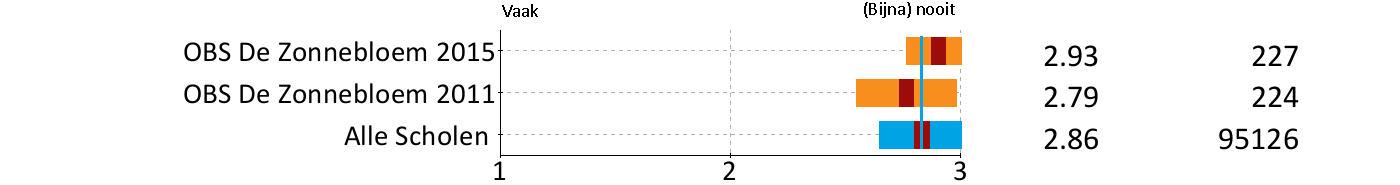 Vaak (Bijna) nooit
OBS De Zonnebloem 2015 2.93 227
OBS De Zonnebloem 2011 2.79 224
Alle Scholen 2.86 95126
1 2 3